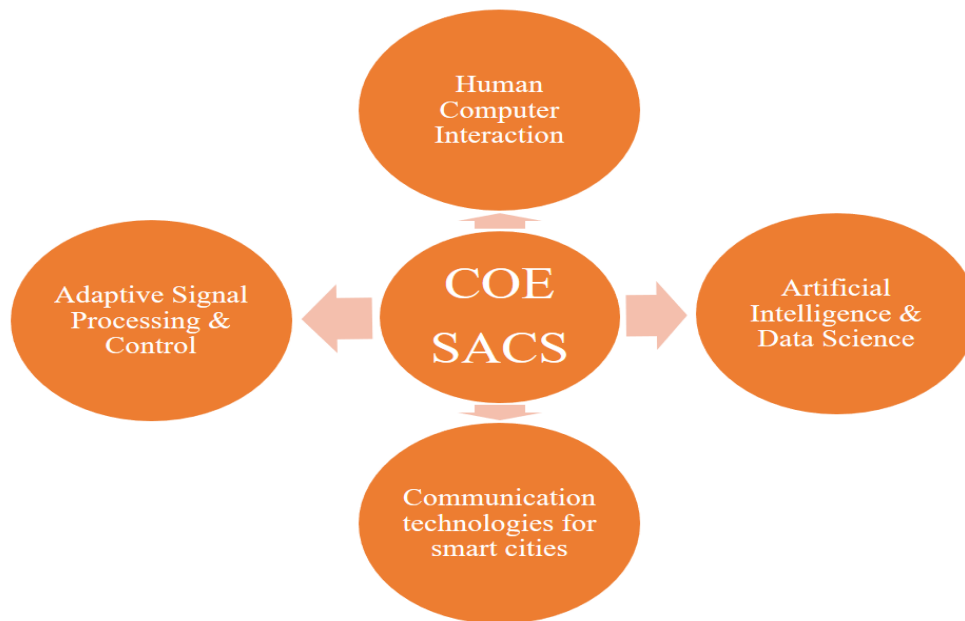 Human
Computer
Interaction
Adaptive Signal
Processing &
Control
COE
SACS
Artificial
Intelligence &
Data Science
Communication
technologies for
smart cities